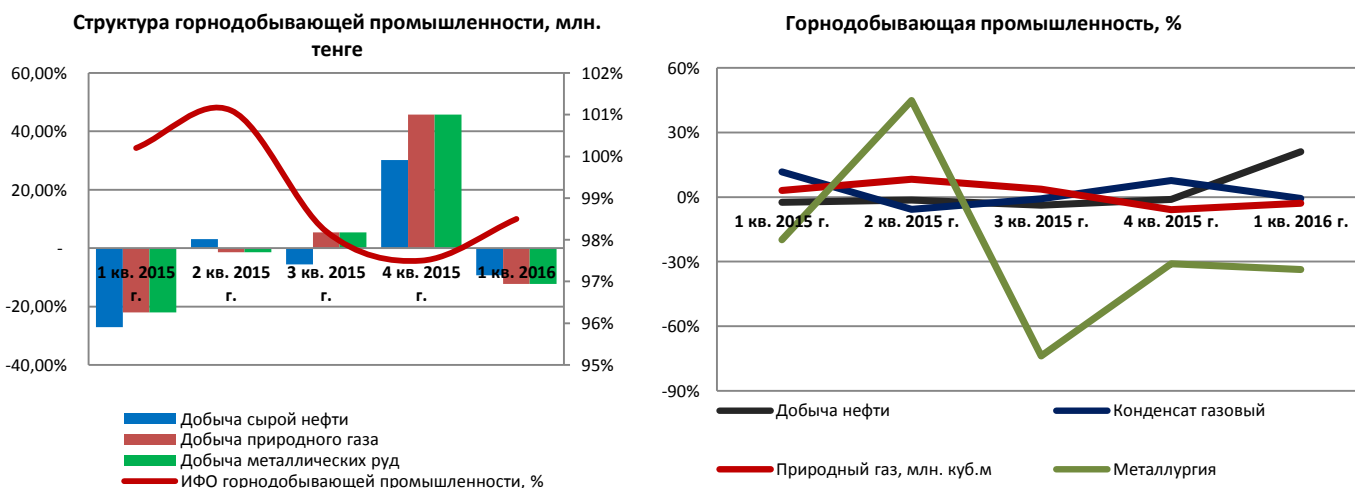 Структура горнодобывающей промышленности, млн.
тенге
60,00%
40,00%
20,00%
-
-20,00%
-40,00%
102%
101%
100%
99%
98%
97%
96%
95%
1 кв. 2015
г.
2 кв. 2015
г.
3 кв. 2015
г.
4 кв. 2015
г.
1 кв. 2016
г.
Добыча сырой нефти
Добыча природного газа
Добыча металлических руд
ИФО горнодобывающей промышленности, %
Горнодобывающая промышленность, %
60%
30%
0%
-30%
-60%
-90%
1 кв. 2015 г.
2 кв. 2015 г.
3 кв. 2015 г.
4 кв. 2015 г.
1 кв. 2016 г.
Добыча нефти
Конденсат газовый
Природный газ, млн. куб.м
Металлургия